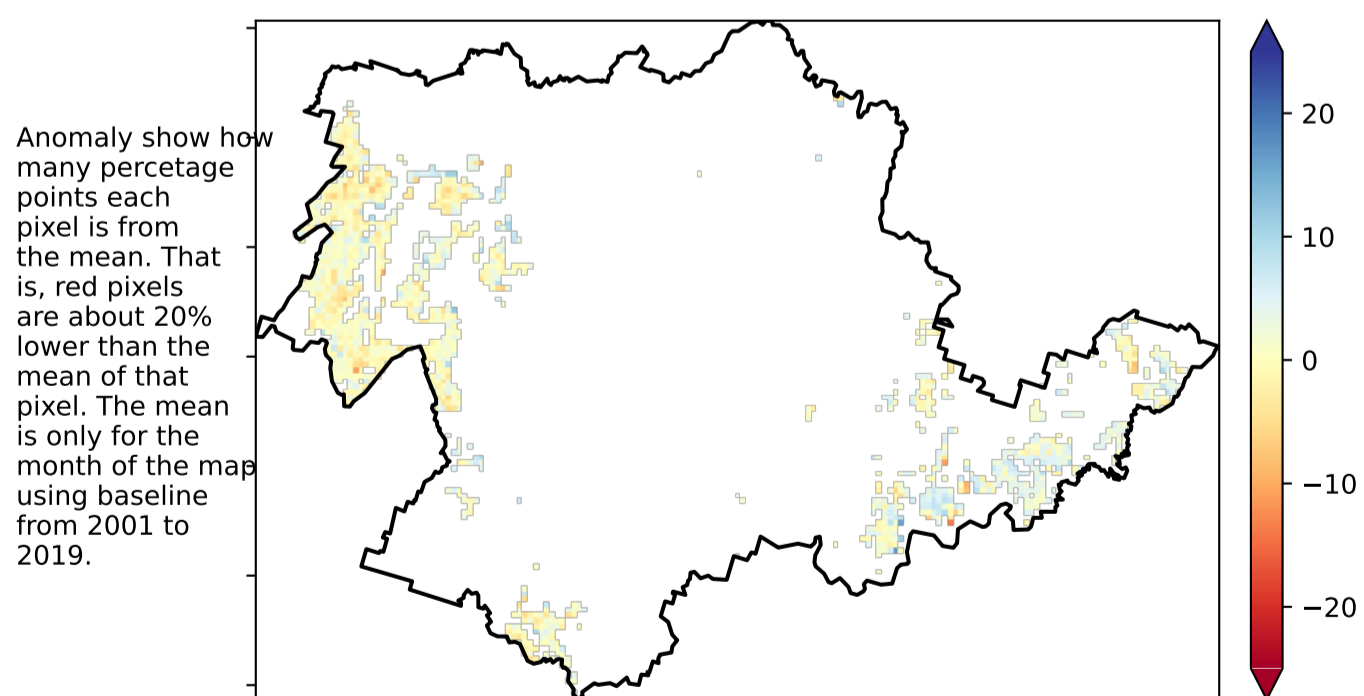 Anomaly show how
many percetage
points each
pixel is from
the mean. That
is, red pixels
are about 20%
lower than the
mean of that
pixel. The mean
is only for the
month of the map
using baseline
from 2001 to
2019.
20
10
0
−10
−20